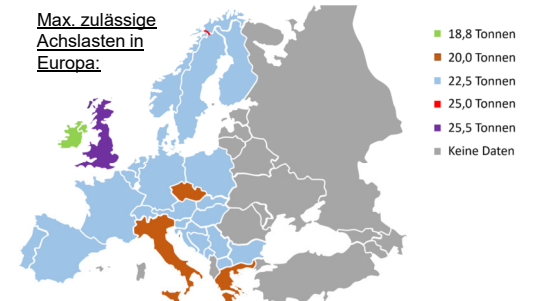 Max. zulässige
Achslasten in
Europa:
18,8 Tonnen
20,0 Tonnen
22,5 Tonnen
25,0 Tonnen
25,5 Tonnen
Keine Daten